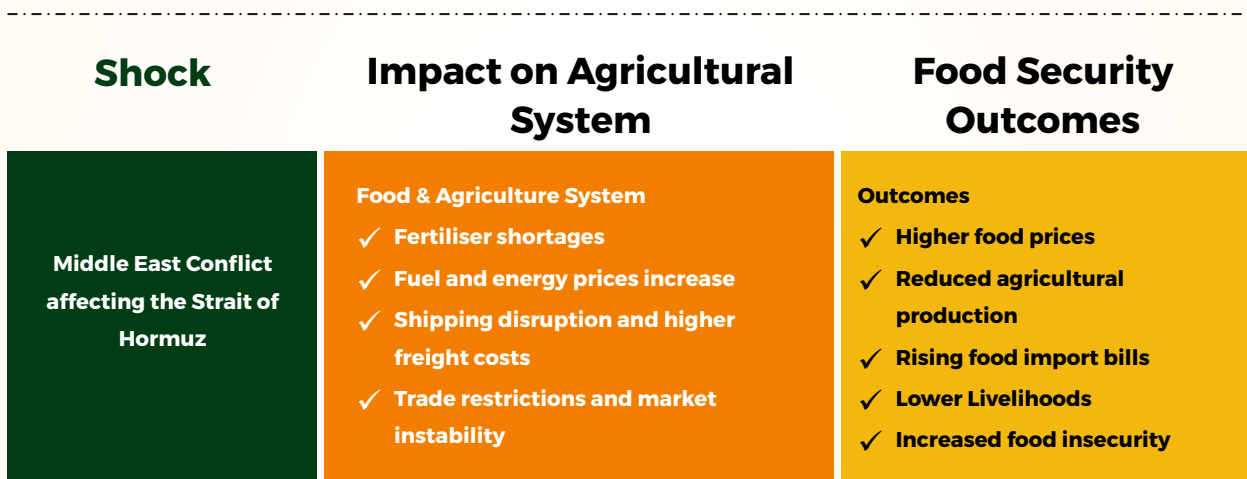 Shock
Impact on Agricultural
System
Food Security
Outcomes
Middle East Conflict
affecting the Strait of
Hormuz
Food & Agriculture System
✓ Fertiliser shortages
✓ Fuel and energy prices increase
✓ Shipping disruption and higher
freight costs
✓ Trade restrictions and market
instability
Outcomes
✓ Higher food prices
✓ Reduced agricultural
production
✓ Rising food import bills
✓ Lower Livelihoods
✓ Increased food insecurity